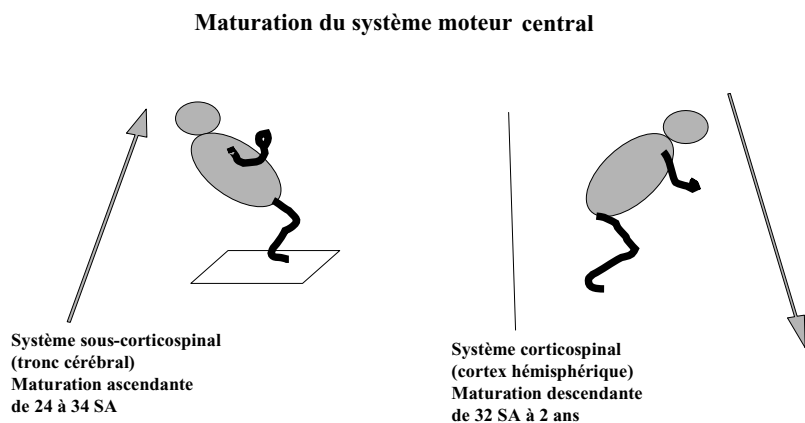 Maturation du système moteur central
Système sous-corticospinal
(tronc cérébral)
Maturation ascendante
de 24 à 34 SA
Système corticospinal
(cortex hémisphérique)
Maturation descendante
de 32 SA à 2 ans